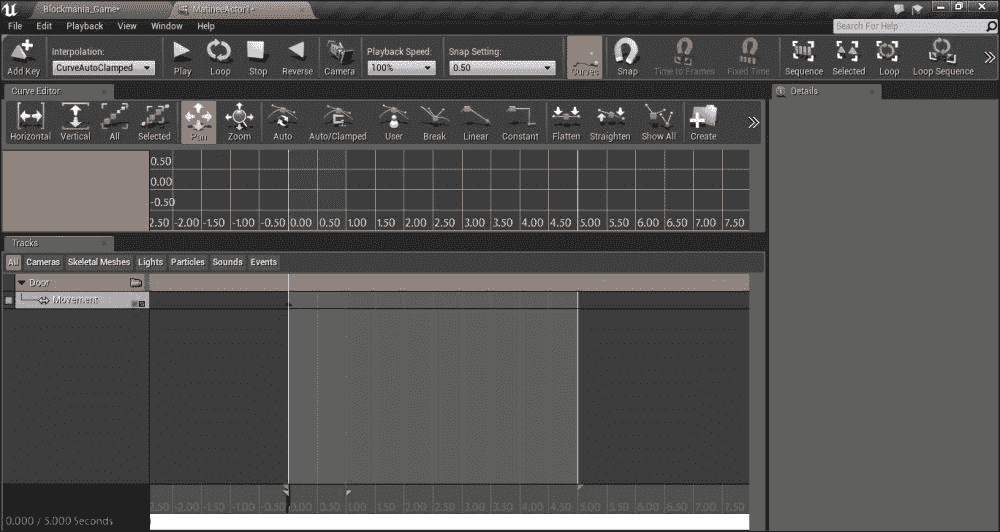 Blockmania_Game* MatineeActor1*
File Edit Playback View Window Help
Search For Help
Interpolation: Playback Speed: Snap Setting:
CurveAutoClamped 100% 0.50
Add Key Play Loop Stop Reverse Camera Curves Snap Time to Frames Fixed Time Sequence Selected Loop Loop Sequence
Curve Editor
Details
Horizontal Vertical All Selected Pan Zoom Auto Auto/Clamped User Break Linear Constant Flatten Straighten Show All Create
0.50
0.00
-0.50
2.50 -2.00 -1.50 -1.00 -0.50 0.00 0.50 1.00 1.50 2.00 2.50 3.00 3.50 4.00 4.50 5.00 5.50 6.00 6.50 7.00 7.50
Tracks
All Cameras Skeletal Meshes Lights Particles Sounds Events
Door
Movement
2.50 -2.00 -1.50 -1.00 -0.50 0.00 0.50 1.00 1.50 2.00 2.50 3.00 3.50 4.00 4.50 5.00 5.50 6.00 6.50 7.00 7.50
0.000 / 5.000 Seconds